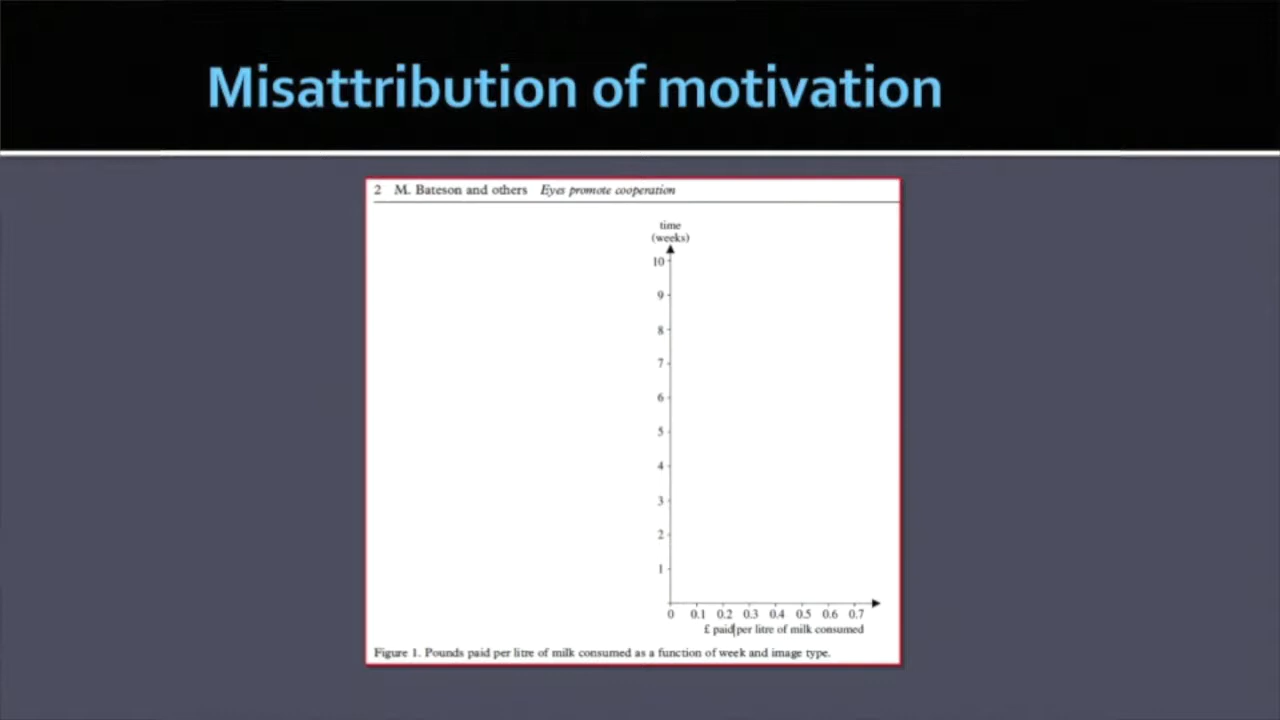 Misattribution of motivation
2 M. Bateson and others Eyes promote cooperation
time
(weeks)
10
9
8
7
6
5
4
3
2
1
0 0.1 0.2 0.3 0.4 0.5 0.6 0.7
£ paid per litre of milk consumed
Figure 1. Pounds paid per litre of milk consumed as a function of week and image type.